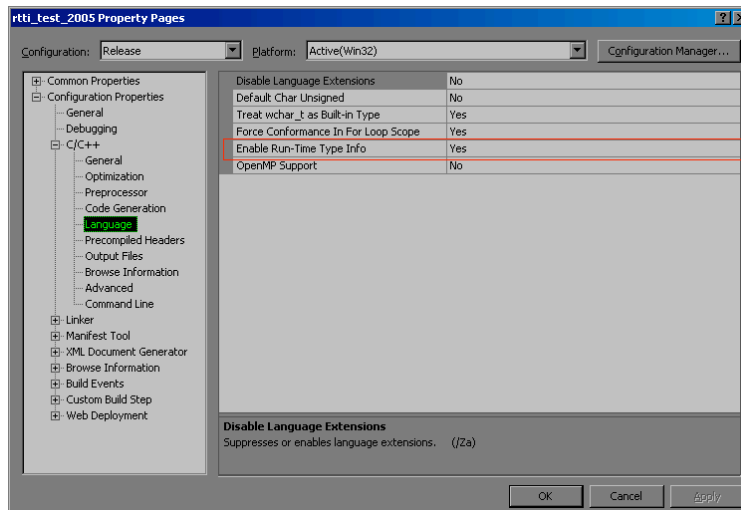 rtti_test_2005 Property Pages
Configuration: Release Platform: Active(Win32) Configuration Manager...
Common Properties
Configuration Properties
General
Debugging
C/C++
General
Optimization
Preprocessor
Code Generation
Language
Precompiled Headers
Output Files
Browse Information
Advanced
Command Line
Linker
Manifest Tool
XML Document Generator
Browse Information
Build Events
Custom Build Step
Web Deployment
Disable Language Extensions No
Default Char Unsigned No
Treat wchar_t as Built-in Type Yes
Force Conformance In For Loop Scope Yes
Enable Run-Time Type Info Yes
OpenMP Support No
Disable Language Extensions
Suppresses or enables language extensions. (/Za)
OK Cancel Apply